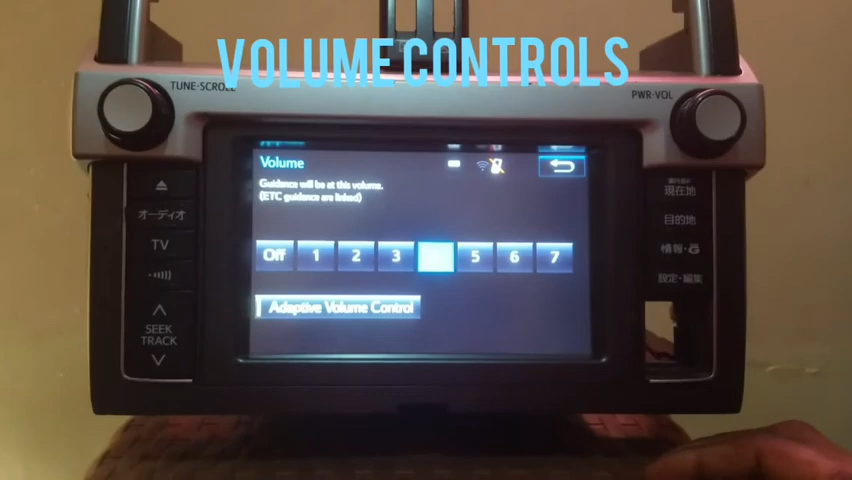 VOLUME CONTROLS
TUNE·SCROLL
PWR·VOL
Volume
Guidance will be at this volume.
(ETC guidance are linked)
Off 1 2 3 5 6 7
Adaptive Volume Control
オーディオ
TV
SEEK
TRACK
現在地
目的地
情報·G
設定·編集